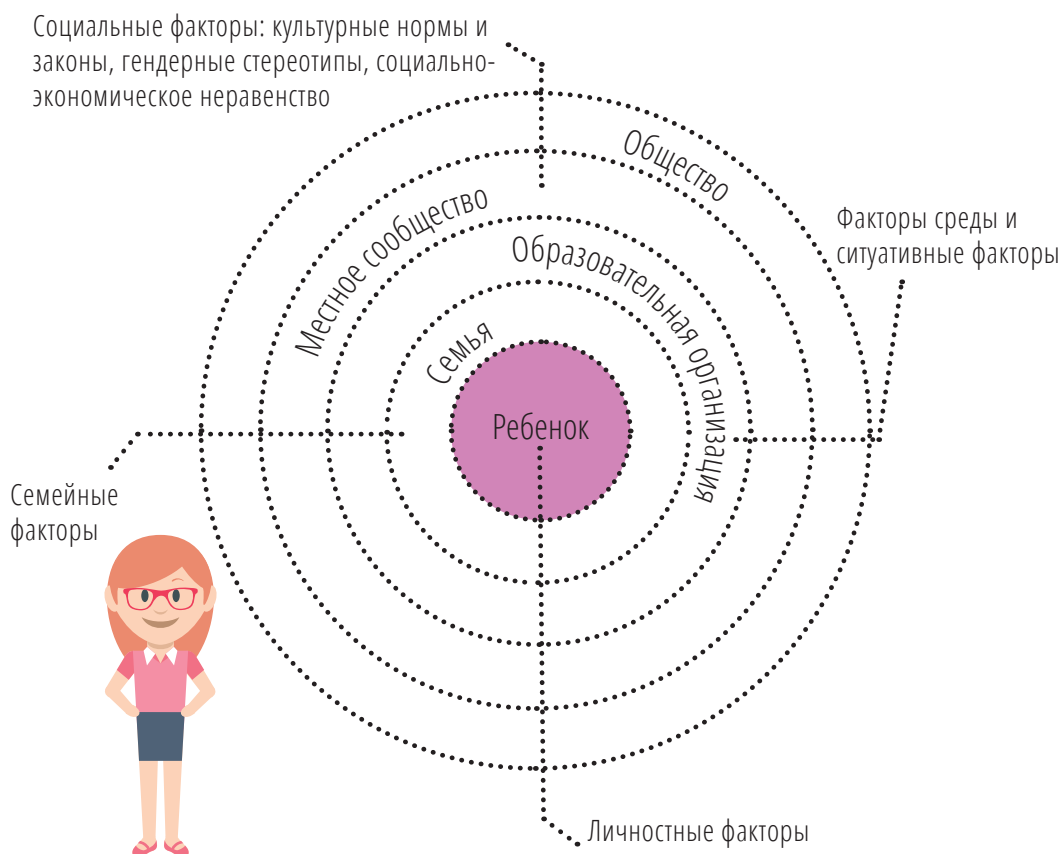 Социальные факторы: культурные нормы и
законы, гендерные стереотипы, социально-
экономическое неравенство
Общество
Местное сообщество
Образовательная организация
Семья
Ребенок
Факторы среды и
ситуативные факторы
Семейные
факторы
Личностные факторы